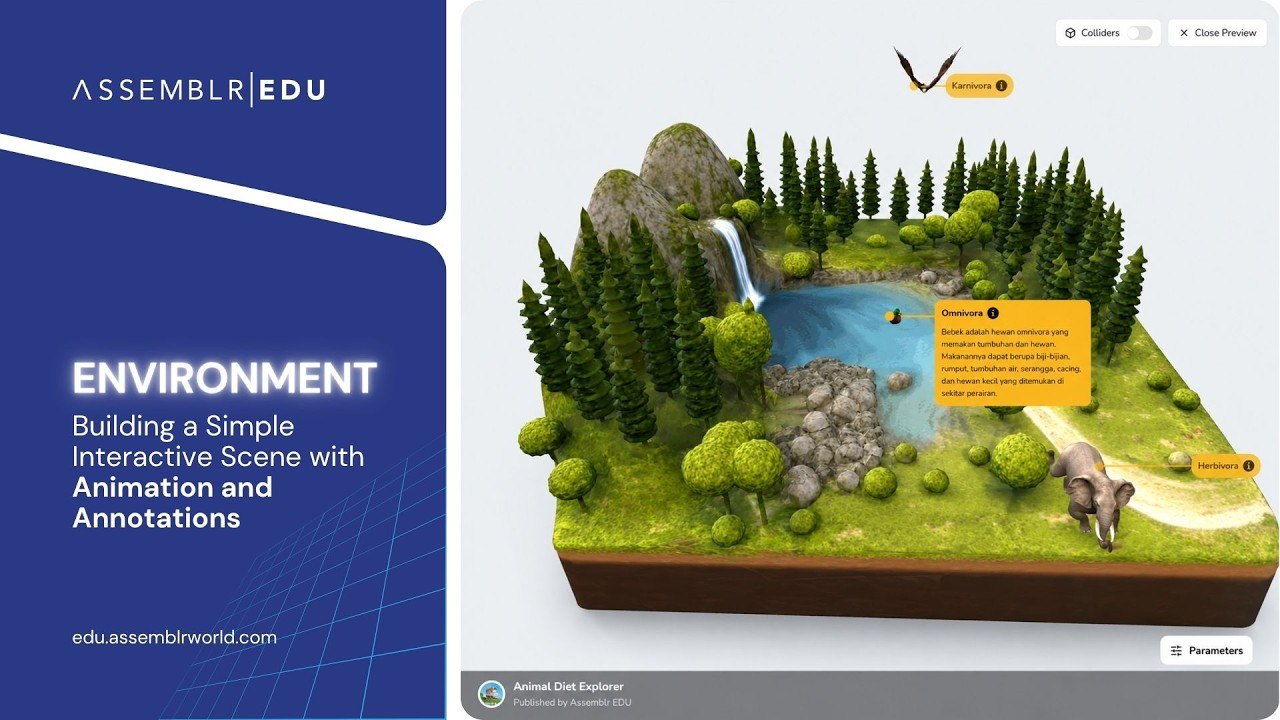 ASSEMBLR|EDU
ENVIRONMENT
Building a Simple
Interactive Scene with
Animation and
Annotations
edu.assemblrworld.com
Colliders
Close Preview
Karnivora
Omnivora
Bebek adalah hewan omnivora yang
memakan tumbuhan dan hewan.
Makanannya dapat berupa biji-bijian,
rumput, tumbuhan air, serangga, cacing,
dan hewan kecil yang ditemukan di
sekitar perairan.
Herbivora
Parameters
Animal Diet Explorer
Published by Assemblr EDU